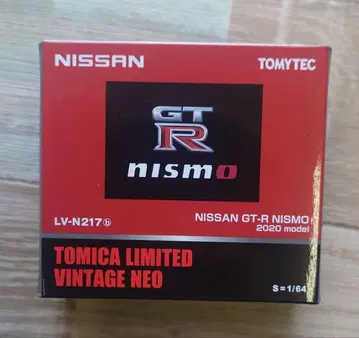 NISSAN
TOMYTEC
GT
R
nismo
LV-N217ⓑ
NISSAN GT-R NISMO
2020 model
TOMICA LIMITED
VINTAGE NEO
S=1/64